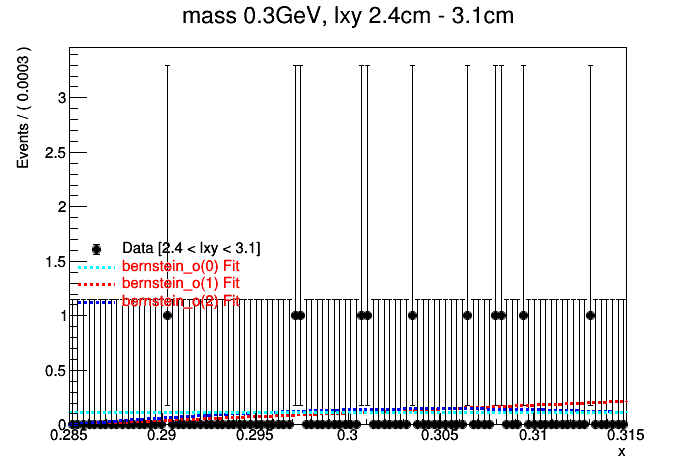 mass 0.3GeV, lxy 2.4cm - 3.1cm
Events / ( 0.0003 )
3
2.5
2
1.5
1
0.5
0
Data [2.4 < lxy < 3.1]
bernstein_o(0) Fit
bernstein_o(1) Fit
bernstein_o(2) Fit
0.285 0.29 0.295 0.3 0.305 0.31 0.315
x